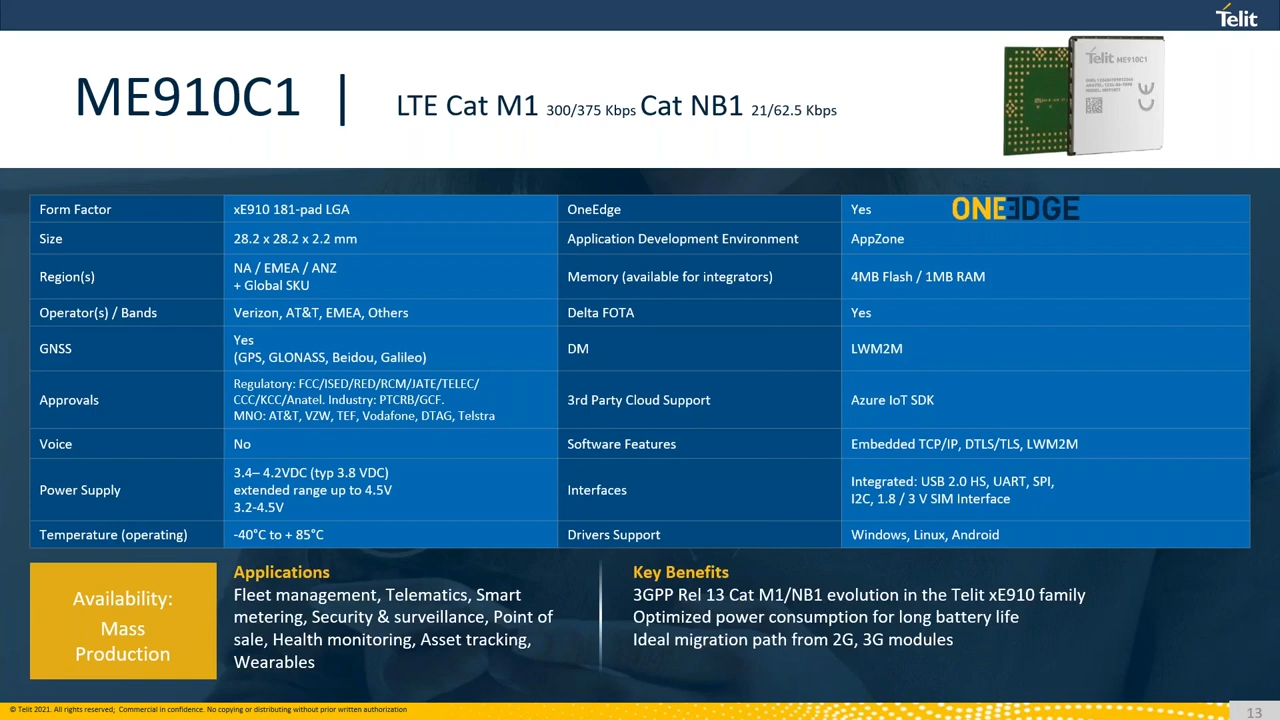 Telit
ME910C1 |
LTE Cat M1 300/375 Kbps Cat NB1 21/62.5 Kbps
Telit ME910C1
Form Factor
xE910 181-pad LGA
OneEdge
Yes
ONEEDGE
Size
28.2 x 28.2 x 2.2 mm
Application Development Environment
AppZone
Region(s)
NA / EMEA / ANZ
+ Global SKU
Memory (available for integrators)
4MB Flash / 1MB RAM
Operator(s) / Bands
Verizon, AT&T, EMEA, Others
Delta FOTA
Yes
GNSS
Yes
(GPS, GLONASS, Beidou, Galileo)
DM
LWM2M
Approvals
Regulatory: FCC/ISED/RED/RCM/JATE/TELEC/
CCC/KCC/Anatel. Industry: PTCRB/GCF.
MNO: AT&T, VZW, TEF, Vodafone, DTAG, Telstra
3rd Party Cloud Support
Azure IoT SDK
Voice
No
Software Features
Embedded TCP/IP, DTLS/TLS, LWM2M
Power Supply
3.4– 4.2VDC (typ 3.8 VDC)
extended range up to 4.5V
3.2-4.5V
Interfaces
Integrated: USB 2.0 HS, UART, SPI,
I2C, 1.8 / 3 V SIM Interface
Temperature (operating)
-40°C to + 85°C
Drivers Support
Windows, Linux, Android
Availability:
Mass
Production
Applications
Fleet management, Telematics, Smart
metering, Security & surveillance, Point of
sale, Health monitoring, Asset tracking,
Wearables
Key Benefits
3GPP Rel 13 Cat M1/NB1 evolution in the Telit xE910 family
Optimized power consumption for long battery life
Ideal migration path from 2G, 3G modules
© Telit 2021. All rights reserved; Commercial in confidence. No copying or distributing without prior written authorization
13